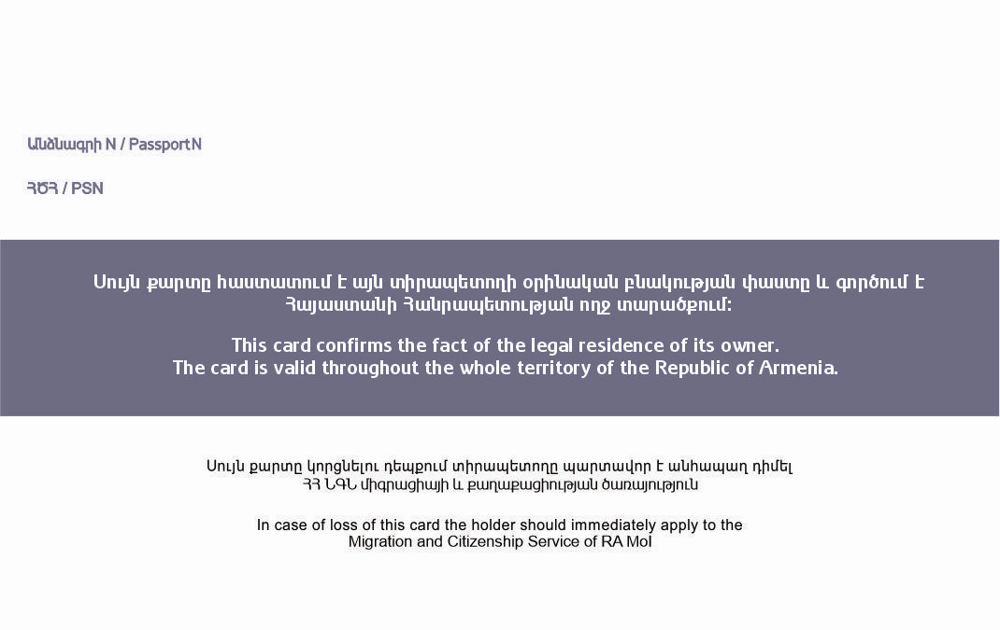 Անձնագրի N / Passport N
ՀԾՀ / PSN
Սույն քարտը հաստատում է այն տիրապետողի օրինական բնակության փաստը և գործում է
Հայաստանի Հանրապետության ողջ տարածքում:
This card confirms the fact of the legal residence of its owner.
The card is valid throughout the whole territory of the Republic of Armenia.
Սույն քարտը կորցնելու դեպքում տիրապետողը պարտավոր է անհապաղ դիմել
ՀՀ ՆԳՆ միգրացիայի և քաղաքացիության ծառայություն
In case of loss of this card the holder should immediately apply to the
Migration and Citizenship Service of RA MoI